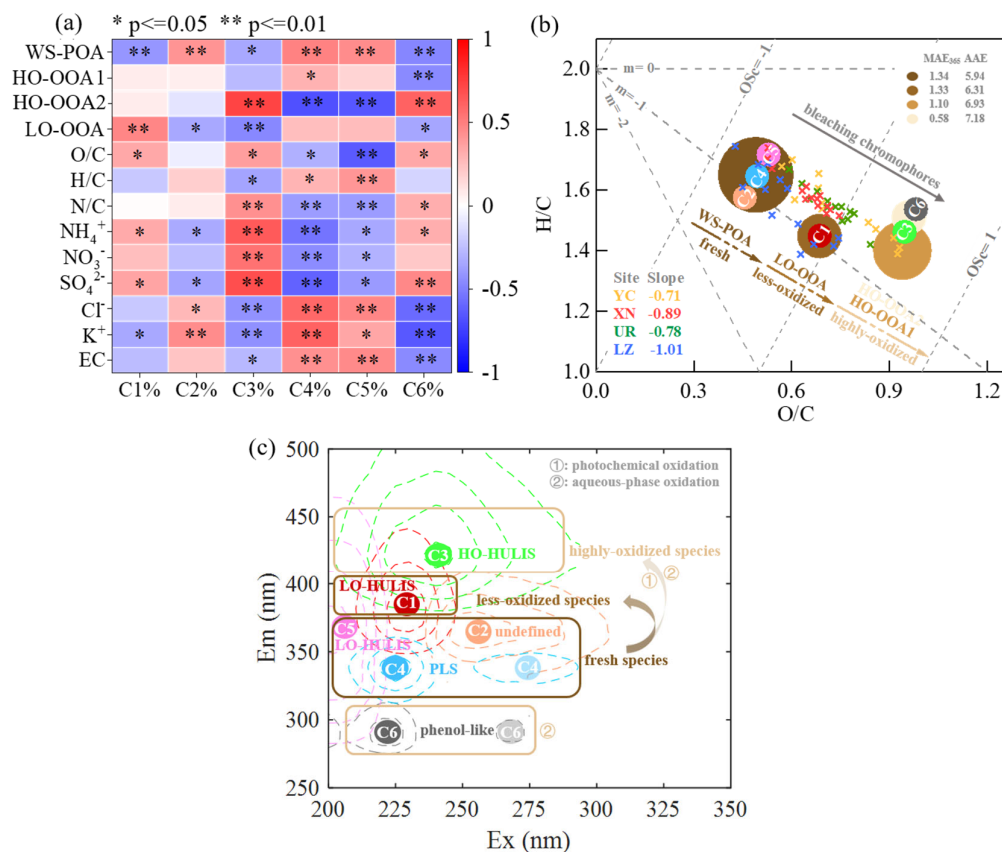 (a) * p<=0.05 ** p<=0.01
WS-POA ** ** * ** ** **
HO-OOA1 * **
HO-OOA2 ** ** ** **
LO-OOA ** * ** *
O/C * * * ** *
H/C * * **
N/C ** ** ** *
NH₄⁺ * * ** ** * *
NO₃⁻ ** ** *
SO₄²⁻ * * ** ** * **
Cl⁻ * ** ** ** **
K⁺ * ** ** ** * **
EC * ** ** **
C1% C2% C3% C4% C5% C6%
1
0.5
0
-0.5
-1
(b)
H/C
2.0
1.8
1.6
1.4
1.2
1.0
0.0 0.3 0.6 0.9 1.2
O/C
m= 0
m= -1
m= -2
OSc= -1
OSc= -1
MAE₃₆₅ AAE
1.34 5.94
1.33 6.31
1.10 6.93
0.58 7.18
bleaching chromophores
C5
C4
C2
C1
C6
C3
WS-POA
fresh
LO-OOA
less-oxidized
HO-OOA1
highly-oxidized
Site Slope
YC -0.71
XN -0.89
UR -0.78
LZ -1.01
(c)
Em (nm)
500
450
400
350
300
250
200 225 250 275 300 325 350
Ex (nm)
①: photochemical oxidation
②: aqueous-phase oxidation
C3 HO-HULIS
highly-oxidized species
① ②
LO-HULIS
C1
less-oxidized species
C5
LO-HULIS
C2 undefined
fresh species
C4 PLS C4
C6 phenol-like C6 ②